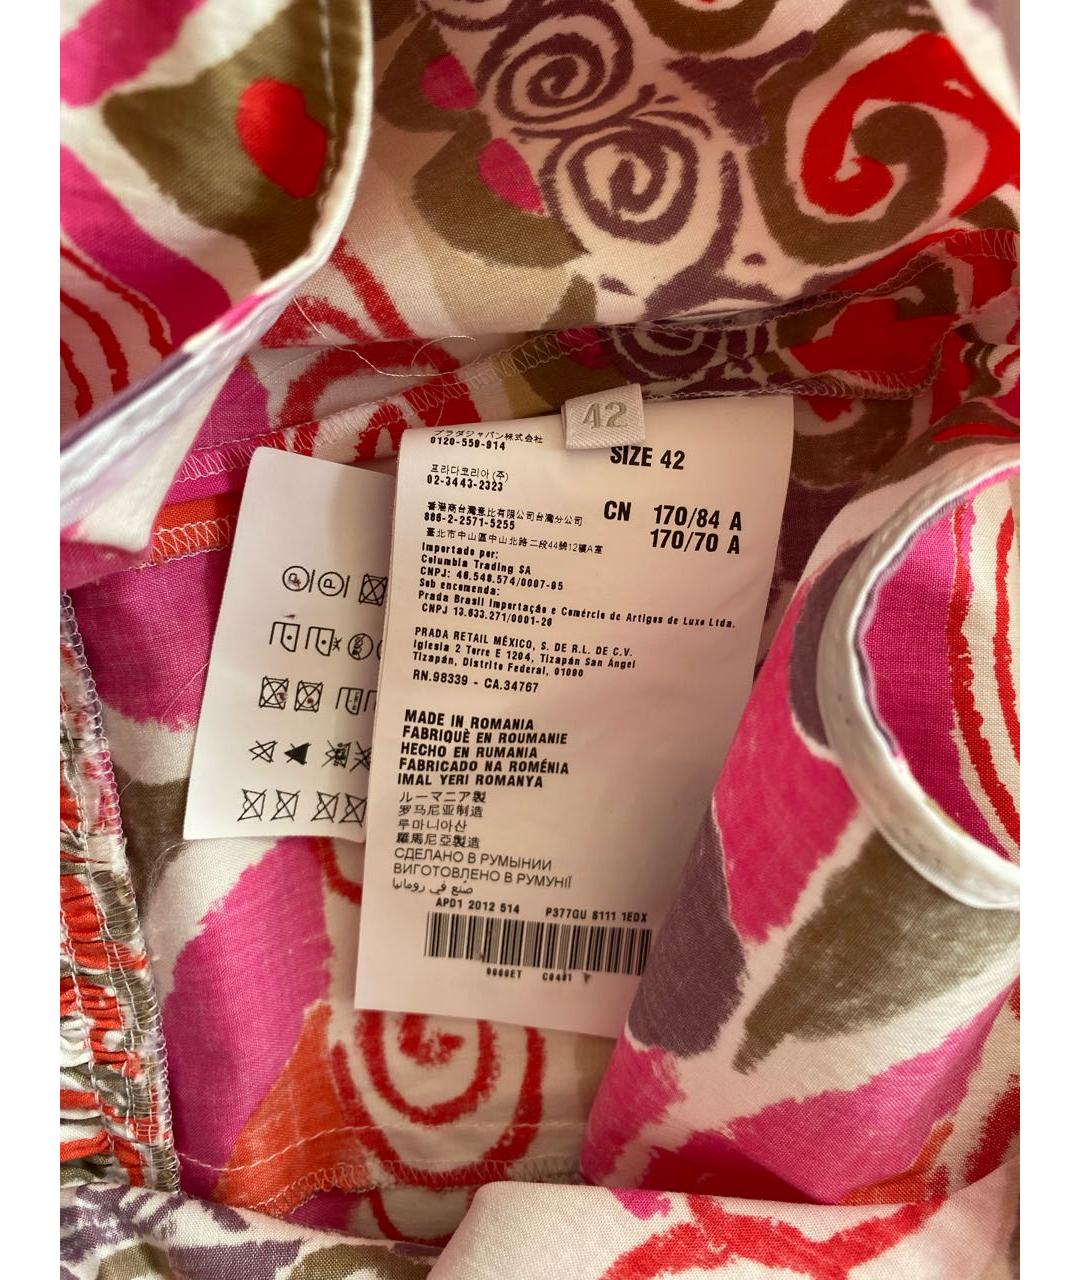 42
プラダジャパン株式会社
0120-559-914
SIZE 42
프라다코리아 (주)
02-3443-2323
CN 170/84 A
170/70 A
香港商台灣意比有限公司台灣分公司
886-2-2571-5255
臺北市中山區中山北路二段44號12樓A室
Importado por:
Columbia Trading SA
CNPJ: 46.548.574/0007-95
Sob encomenda:
Prada Brasil Importação e Comércio de Artigos de Luxo Ltda.
CNPJ 13.633.271/0001-26
PRADA RETAIL MÉXICO, S. DE R.L. DE C.V.
Iglesia 2 Torre E 1204, Tizapán San Ángel
Tizapán, Distrito Federal, 01090
RN.98339 - CA.34767
MADE IN ROMANIA
FABRIQUÈ EN ROUMANIE
HECHO EN RUMANIA
FABRICADO NA ROMÉNIA
IMAL YERI ROMANYA
ルーマニア製
罗马尼亚制造
루마니아산
羅馬尼亞製造
СДЕЛАНО В РУМЫНИИ
ВИГОТОВЛЕНО В РУМУНІЇ
صنع في رومانيا
APD1 2012 514 P377GU S111 1EDX
0000ET C0401